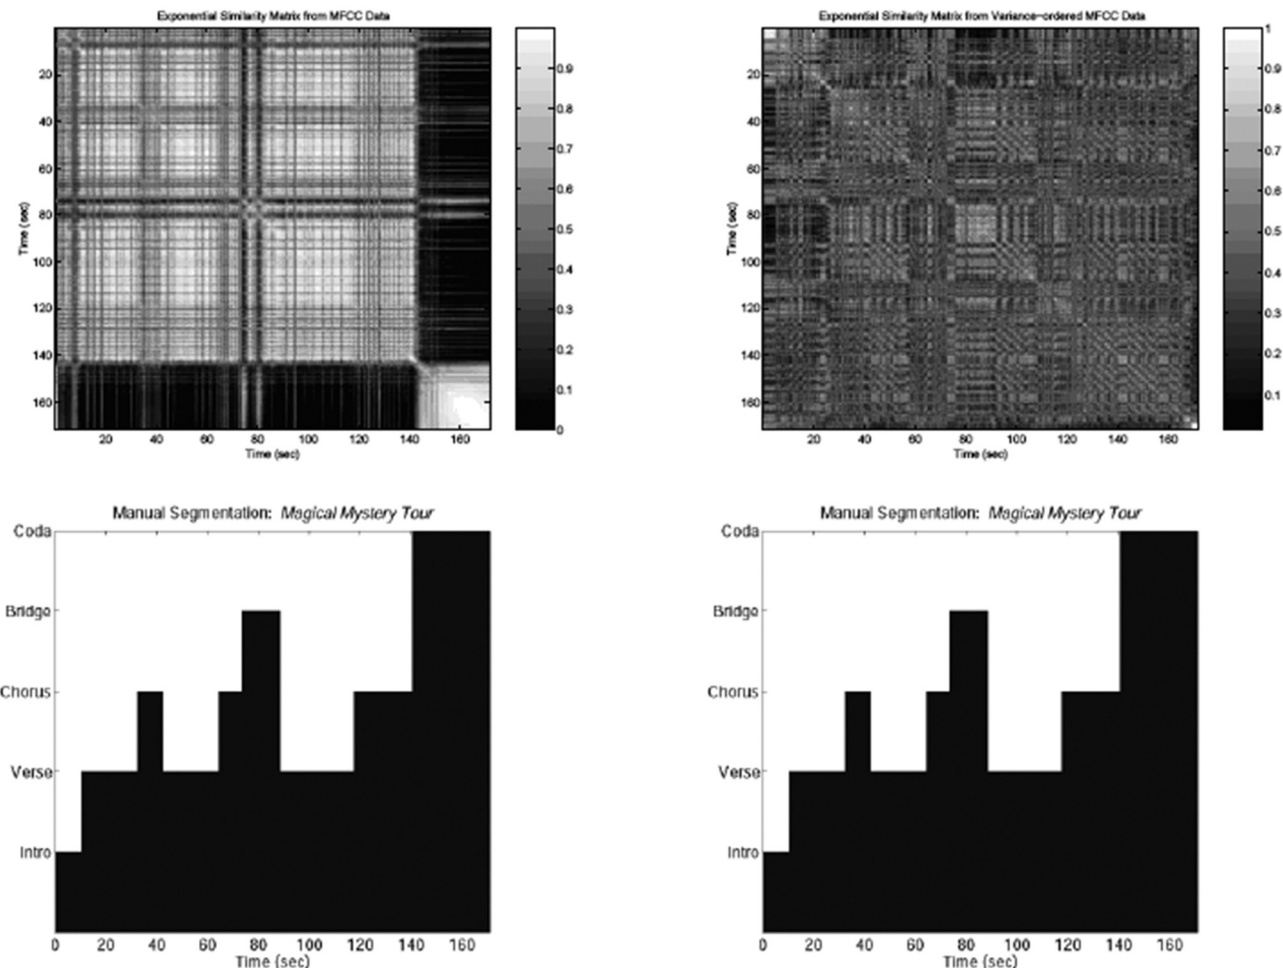 Exponential Similarity Matrix from MFCC Data
20
40
60
80
100
120
140
160
Time (sec)
20 40 60 80 100 120 140 160
Time (sec)
0.9
0.8
0.7
0.6
0.5
0.4
0.3
0.2
0.1
0
Exponential Similarity Matrix from Variance-ordered MFCC Data
20
40
60
80
100
120
140
160
Time (sec)
20 40 60 80 100 120 140 160
Time (sec)
1
0.9
0.8
0.7
0.6
0.5
0.4
0.3
0.2
0.1
Manual Segmentation: Magical Mystery Tour
Coda
Bridge
Chorus
Verse
Intro
0 20 40 60 80 100 120 140 160
Time (sec)
Manual Segmentation: Magical Mystery Tour
Coda
Bridge
Chorus
Verse
Intro
0 20 40 60 80 100 120 140 160
Time (sec)